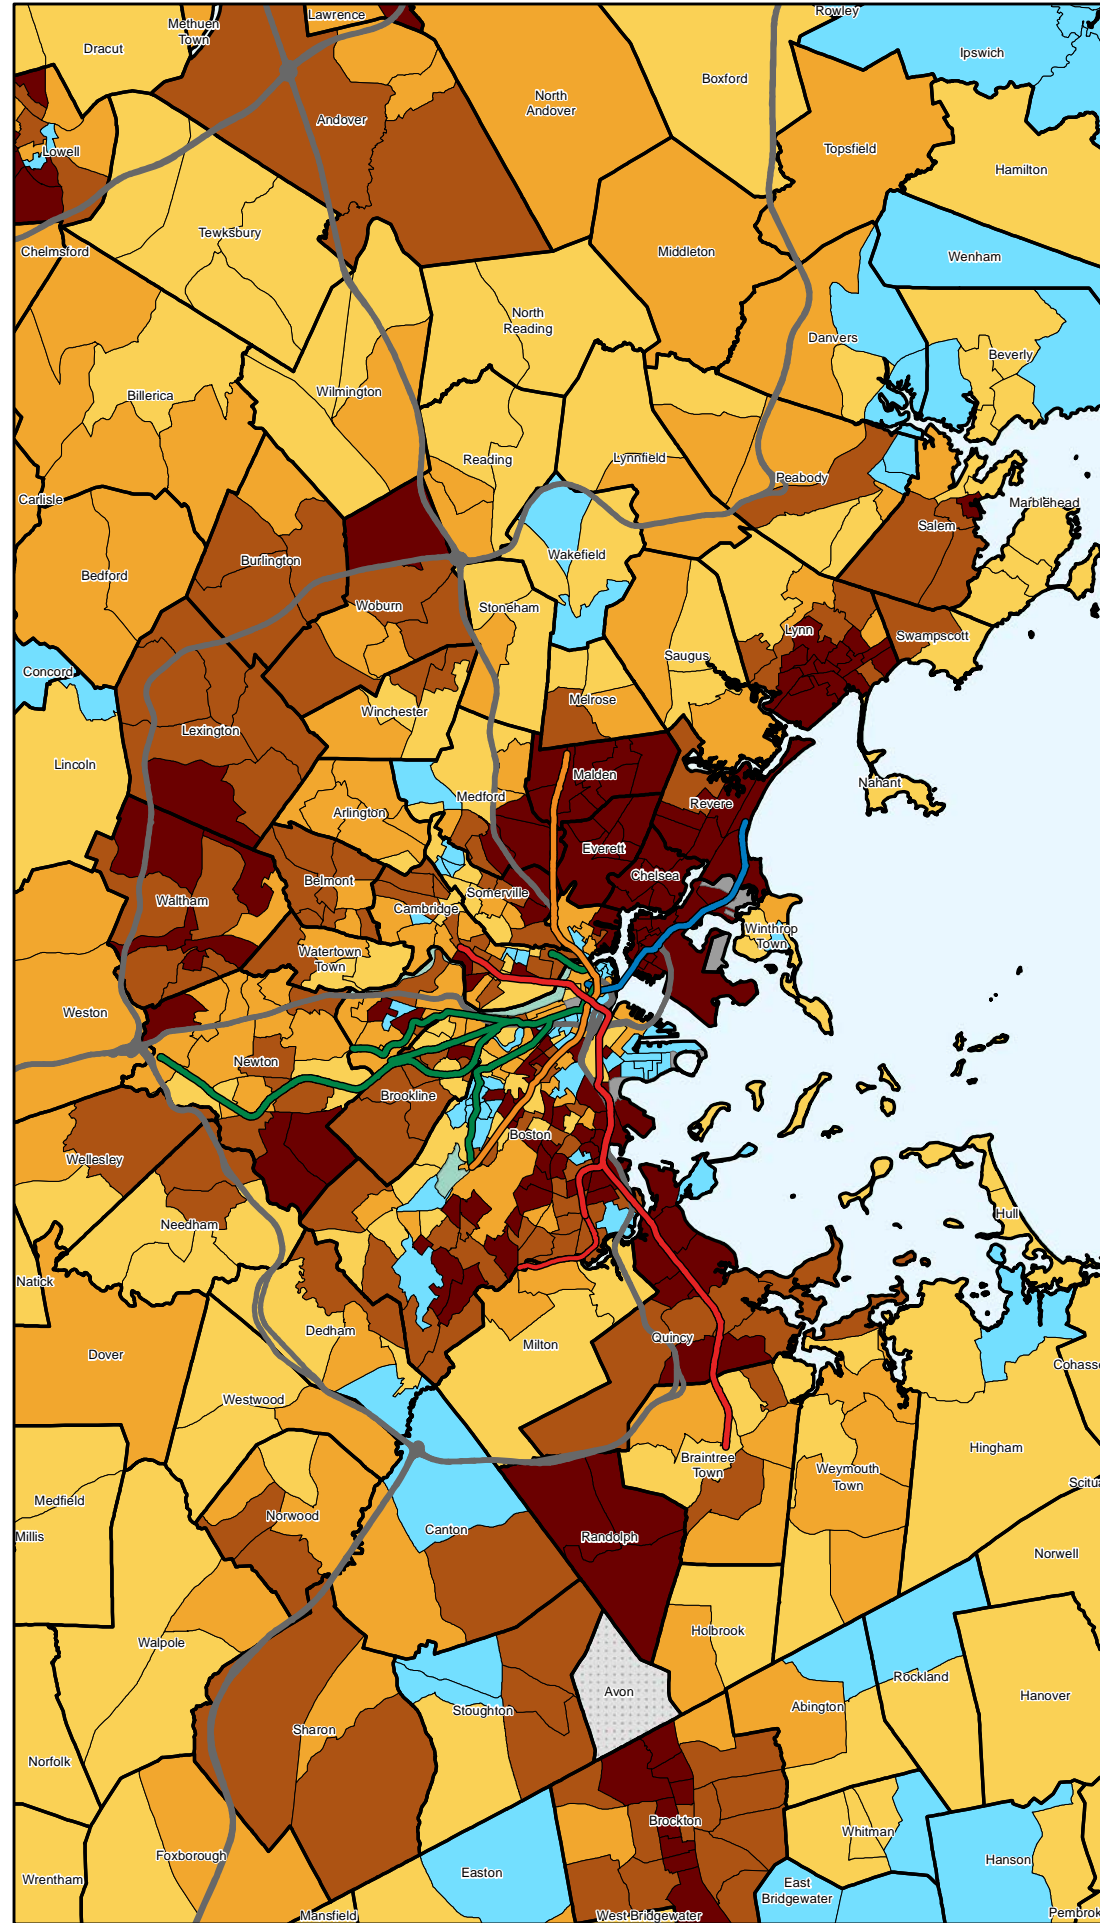 Lawrence
Rowley
Methuen
Town
Dracut
Ipswich
Boxford
North
Andover
Andover
Topsfield
Lowell
Hamilton
Tewksbury
Chelmsford
Middleton
Wenham
North
Reading
Danvers
Beverly
Billerica
Wilmington
Reading
Lynnfield
Peabody
Carlisle
Marblehead
Salem
Wakefield
Burlington
Bedford
Woburn
Stoneham
Lynn
Swampscott
Saugus
Concord
Melrose
Winchester
Lexington
Lincoln
Malden
Nahant
Medford
Revere
Arlington
Everett
Chelsea
Belmont
Somerville
Waltham
Cambridge
Winthrop
Town
Watertown
Town
Weston
Newton
Brookline
Boston
Wellesley
Hull
Needham
Natick
Dedham
Quincy
Milton
Dover
Cohass
Westwood
Hingham
Braintree
Town
Weymouth
Town
Scitua
Medfield
Norwood
Canton
Millis
Randolph
Norwell
Holbrook
Walpole
Rockland
Avon
Hanover
Abington
Stoughton
Sharon
Norfolk
Brockton
Whitman
Foxborough
Hanson
Easton
Wrentham
East
Bridgewater
Mansfield
West Bridgewater
Pembrok